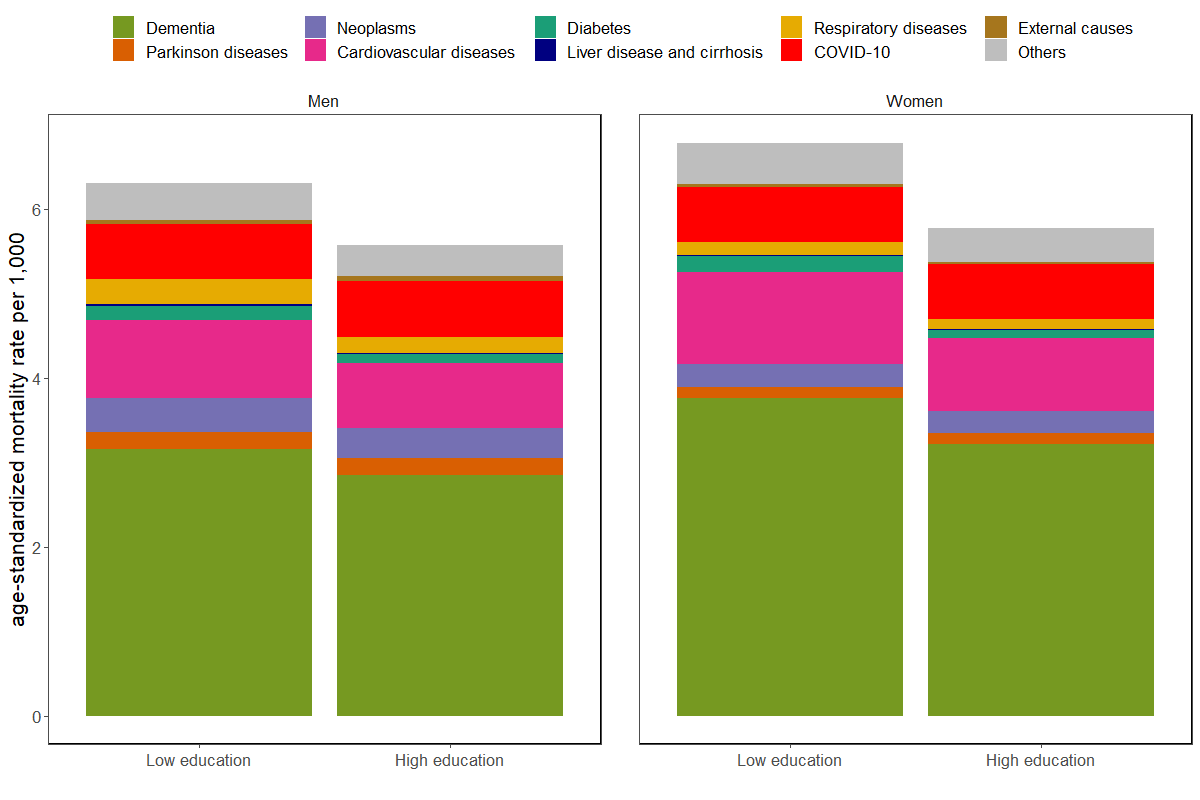 Dementia
Neoplasms
Diabetes
Respiratory diseases
External causes
Parkinson diseases
Cardiovascular diseases
Liver disease and cirrhosis
COVID-10
Others
Men
Women
age-standardized mortality rate per 1,000
6
4
2
0
Low education
High education
Low education
High education